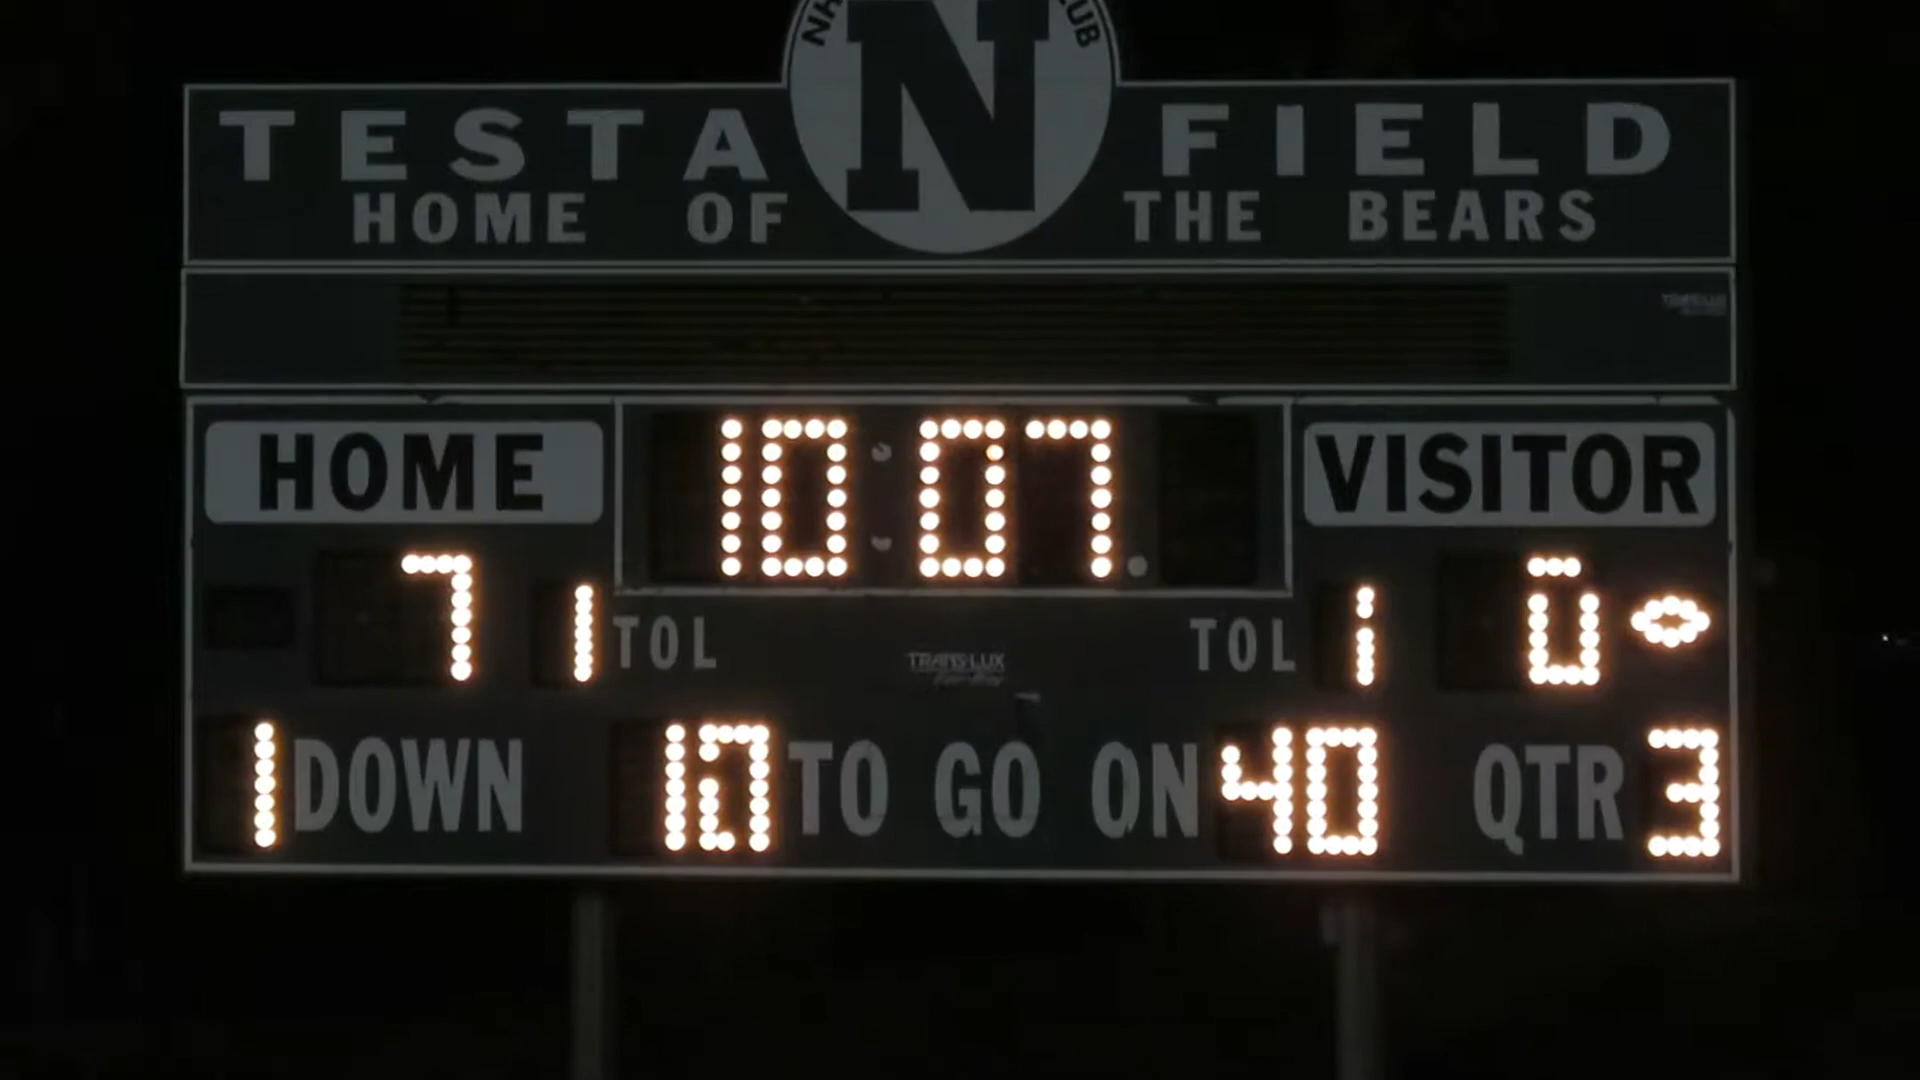 N
TESTA FIELD
HOME OF THE BEARS
HOME 10:07 VISITOR
7 1 TOL TOL 1 0
TRANS-LUX
1 DOWN 10 TO GO ON 40 QTR 3